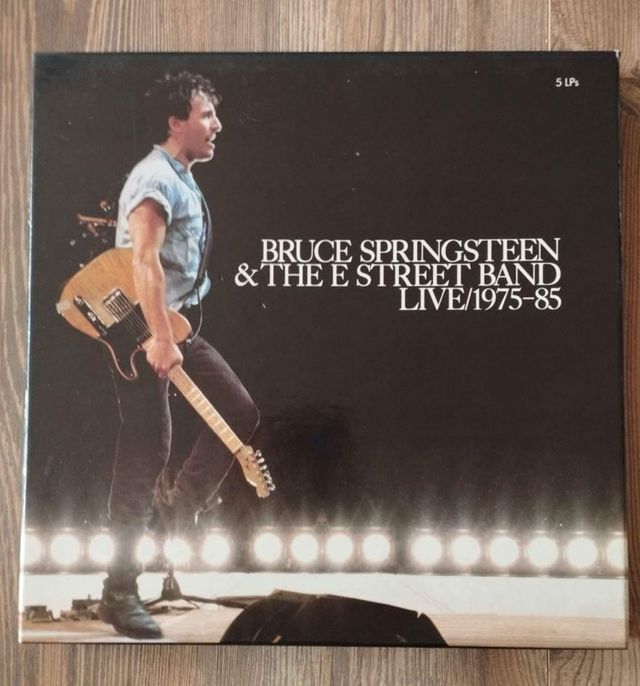 5 LPs
BRUCE SPRINGSTEEN
& THE E STREET BAND
LIVE/1975–85